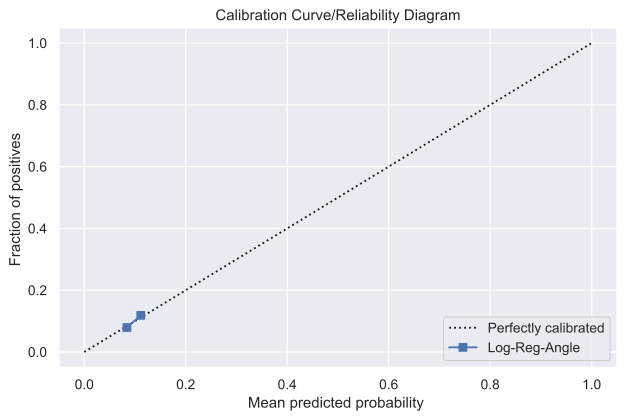 Calibration Curve/Reliability Diagram
1.0
0.8
0.6
0.4
0.2
0.0
Fraction of positives
0.0 0.2 0.4 0.6 0.8 1.0
Mean predicted probability
Perfectly calibrated
Log-Reg-Angle